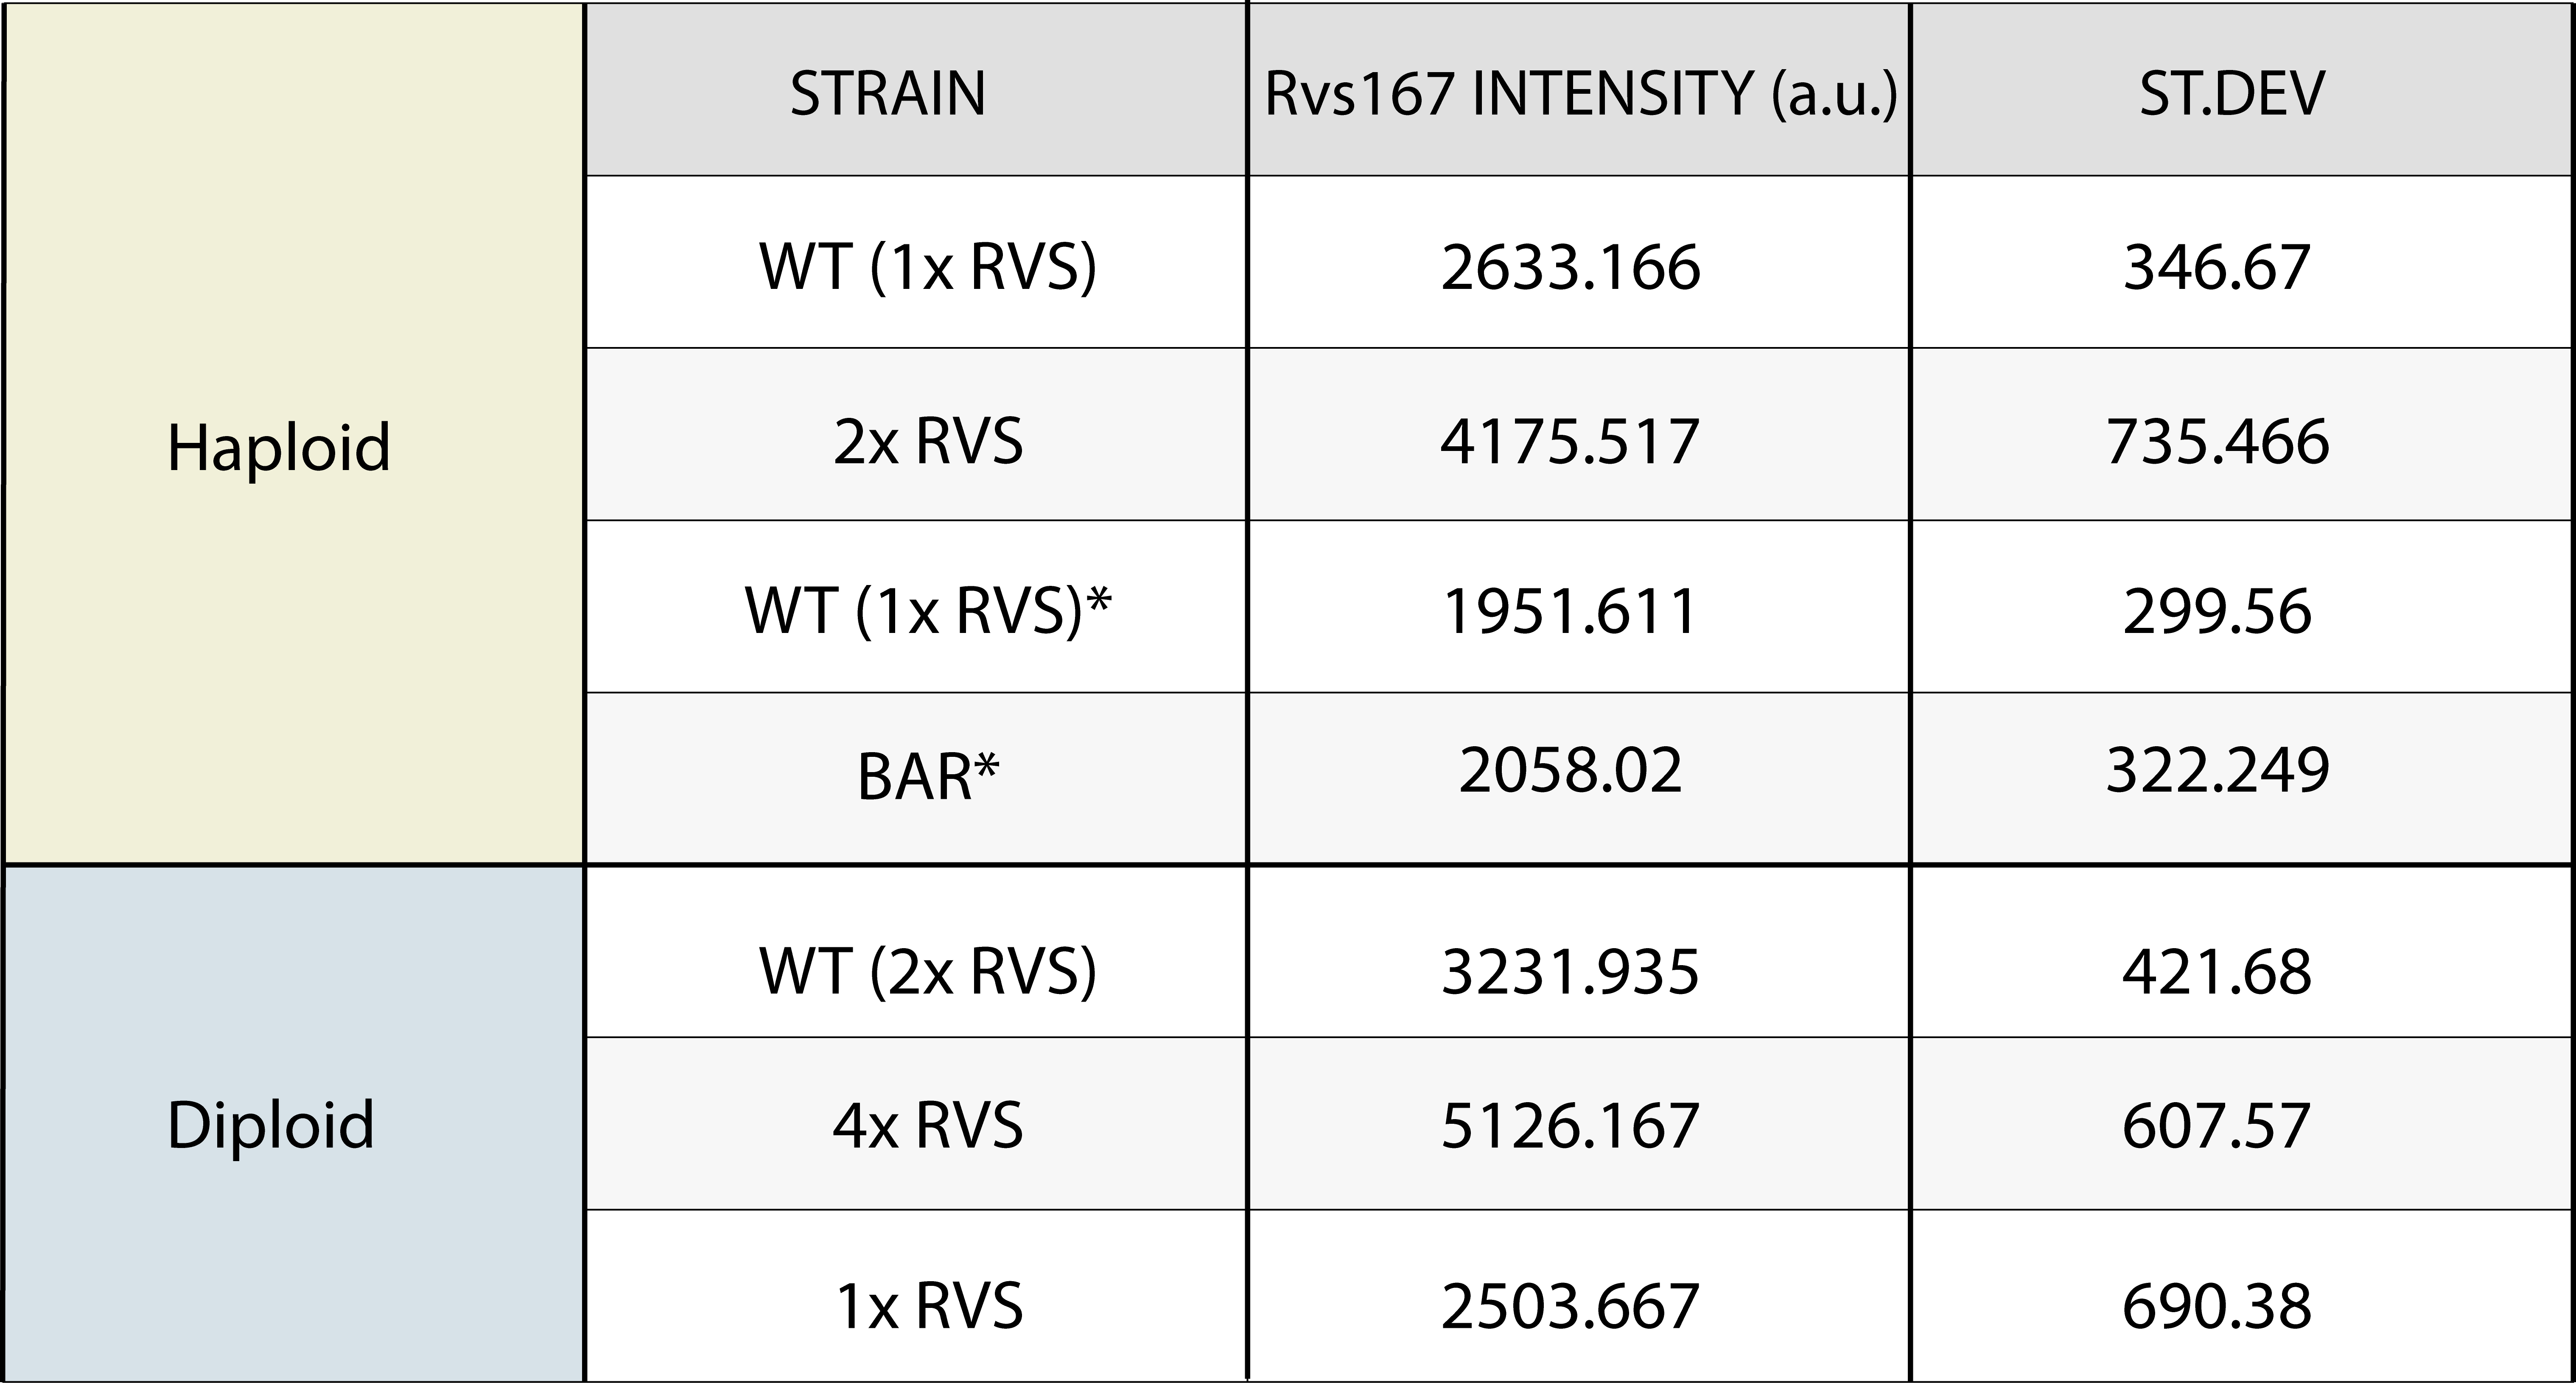 STRAIN Rvs167 INTENSITY (a.u.) ST.DEV
WT (1x RVS) 2633.166 346.67
Haploid 2x RVS 4175.517 735.466
WT (1x RVS)* 1951.611 299.56
BAR* 2058.02 322.249
WT (2x RVS) 3231.935 421.68
Diploid 4x RVS 5126.167 607.57
1x RVS 2503.667 690.38